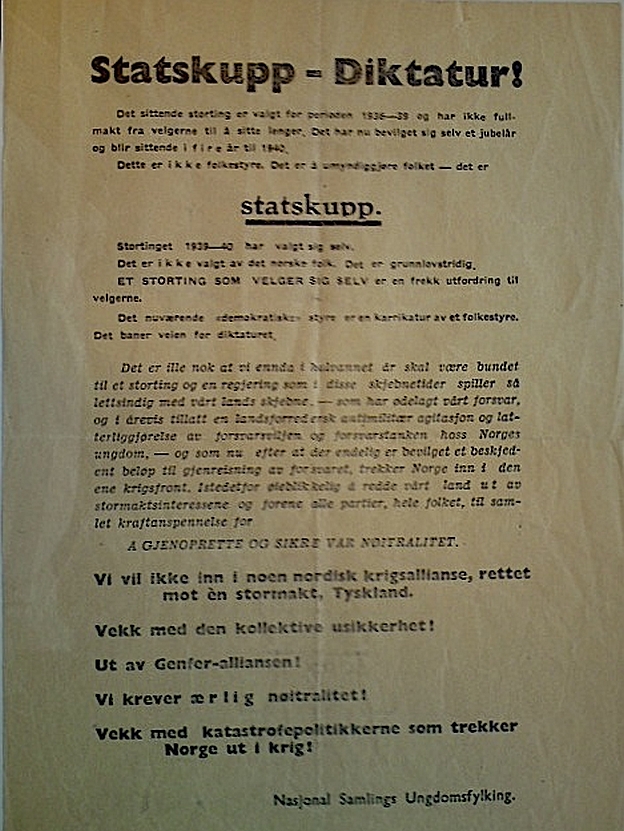 Statskupp - Diktatur!
Det sittende storting er valgt for perioden 1936—39 og har ikke full-
makt fra velgerne til å sitte lenger. Det har nu bevilget sig selv et jubelår
og blir sittende i f i r e år til 1940.
Dette er i k k e folkestyre. Det er å umyndiggjøre folket — det er
statskupp.
Stortinget 1939—40 har valgt sig selv.
Det er i k k e valgt av det norske folk. Det er grunnlovstridig.
ET STORTING SOM VELGER SIG SELV er en frekk utfordring til
velgerne.
Det nuværende «demokratiske» styre er en karrikatur av et folkestyre.
Det baner veien for diktaturet.
Det er ille nok at vi ennda i halvannet år skal være bundet
til et storting og en regjering som i disse skjebnetider spiller så
lettsindig med vårt lands skjebne, — som har ødelagt vårt forsvar,
og i årevis tillatt en landsforredersk antimilitær agitasjon og lat-
terliggjørelse av forsvarsviljen og forsvarstanken hoss Norges
ungdom, — og som nu efter at der endelig er bevilget et beskjed-
ent beløp til gjenreisning av forsvaret, trekker Norge inn i den
ene krigsfront. Istedetfor øieblikkelig å redde vårt land ut av
stormaktsinteressene og forene alle partier, hele folket, til sam-
let kraftanspennelse for
A GJENOPRETTE OG SIKRE VAR NØITRALITET.
Vi vil ikke inn i noen nordisk krigsallianse, rettet
mot èn stormakt, Tyskland.
Vekk med den kollektive usikkerhet!
Ut av Genfer-alliansen!
Vi krever æ r l i g nøitralitet!
Vekk med katastrofepolitikkerne som trekker
Norge ut i krig!
Nasjonal Samlings Ungdomsfylking.